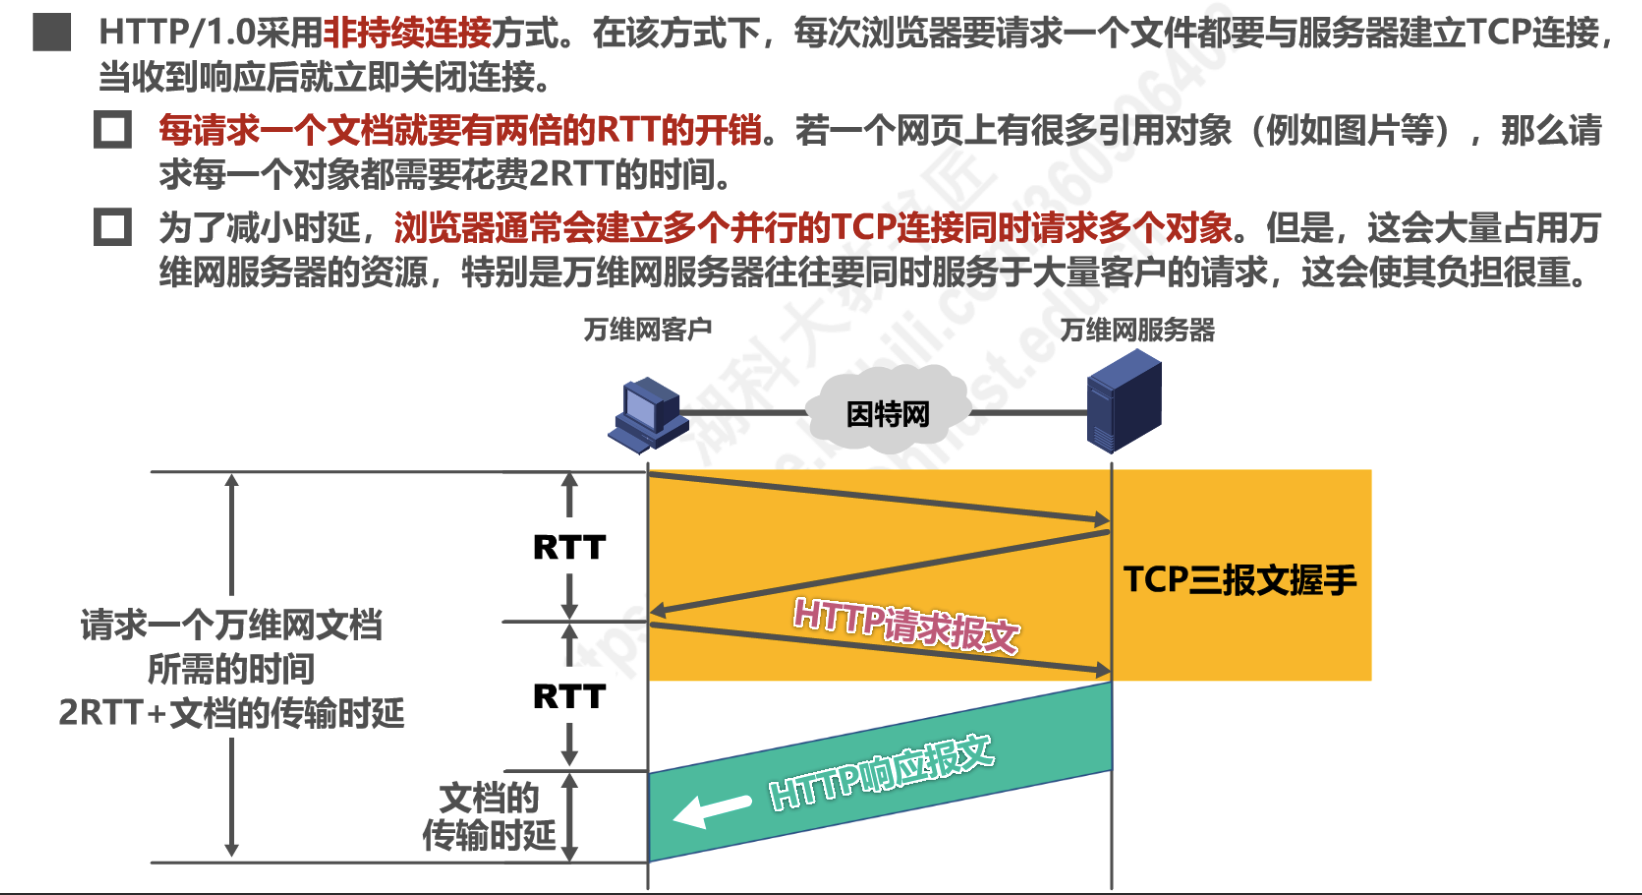 HTTP/1.0采用非持续连接方式。在该方式下，每次浏览器要请求一个文件都要与服务器建立TCP连接，
当收到响应后就立即关闭连接。
每请求一个文档就要有两倍的RTT的开销。若一个网页上有很多引用对象（例如图片等），那么请
求每一个对象都需要花费2RTT的时间。
为了减小时延，浏览器通常会建立多个并行的TCP连接同时请求多个对象。但是，这会大量占用万
维网服务器的资源，特别是万维网服务器往往要同时服务于大量客户的请求，这会使其负担很重。
万维网客户
万维网服务器
因特网
RTT
TCP三报文握手
HTTP请求报文
请求一个万维网文档
所需的时间
2RTT+文档的传输时延
RTT
HTTP响应报文
文档的
传输时延